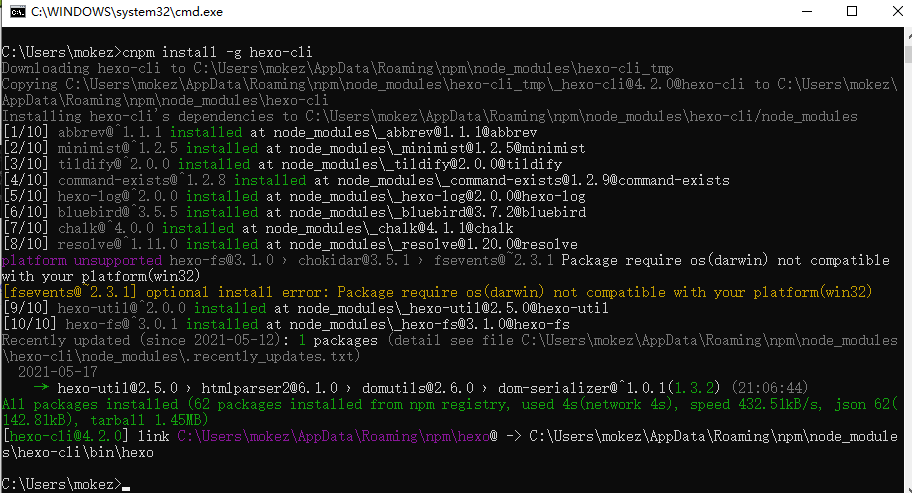 C:\WINDOWS\system32\cmd.exe
C:\Users\mokez>cnpm install -g hexo-cli
Downloading hexo-cli to C:\Users\mokez\AppData\Roaming\npm\node_modules\hexo-cli_tmp
Copying C:\Users\mokez\AppData\Roaming\npm\node_modules\hexo-cli_tmp\_hexo-cli@4.2.0@hexo-cli to C:\Users\mokez\
AppData\Roaming\npm\node_modules\hexo-cli
Installing hexo-cli's dependencies to C:\Users\mokez\AppData\Roaming\npm\node_modules\hexo-cli/node_modules
[1/10] abbrev@^1.1.1 installed at node_modules\_abbrev@1.1.1@abbrev
[2/10] minimist@^1.2.5 installed at node_modules\_minimist@1.2.5@minimist
[3/10] tildify@^2.0.0 installed at node_modules\_tildify@2.0.0@tildify
[4/10] command-exists@^1.2.8 installed at node_modules\_command-exists@1.2.9@command-exists
[5/10] hexo-log@^2.0.0 installed at node_modules\_hexo-log@2.0.0@hexo-log
[6/10] bluebird@^3.5.5 installed at node_modules\_bluebird@3.7.2@bluebird
[7/10] chalk@^4.0.0 installed at node_modules\_chalk@4.1.1@chalk
[8/10] resolve@^1.11.0 installed at node_modules\_resolve@1.20.0@resolve
platform unsupported hexo-fs@3.1.0 › chokidar@3.5.1 › fsevents@~2.3.1 Package require os(darwin) not compatible
with your platform(win32)
[fsevents@~2.3.1] optional install error: Package require os(darwin) not compatible with your platform(win32)
[9/10] hexo-util@^2.0.0 installed at node_modules\_hexo-util@2.5.0@hexo-util
[10/10] hexo-fs@^3.0.1 installed at node_modules\_hexo-fs@3.1.0@hexo-fs
Recently updated (since 2021-05-12): 1 packages (detail see file C:\Users\mokez\AppData\Roaming\npm\node_modules
\hexo-cli\node_modules\.recently_updates.txt)
2021-05-17
→ hexo-util@2.5.0 › htmlparser2@6.1.0 › domutils@2.6.0 › dom-serializer@^1.0.1(1.3.2) (21:06:44)
All packages installed (62 packages installed from npm registry, used 4s(network 4s), speed 432.51kB/s, json 62(
142.81kB), tarball 1.45MB)
[hexo-cli@4.2.0] link C:\Users\mokez\AppData\Roaming\npm\hexo@ -> C:\Users\mokez\AppData\Roaming\npm\node_module
s\hexo-cli\bin\hexo
C:\Users\mokez>_